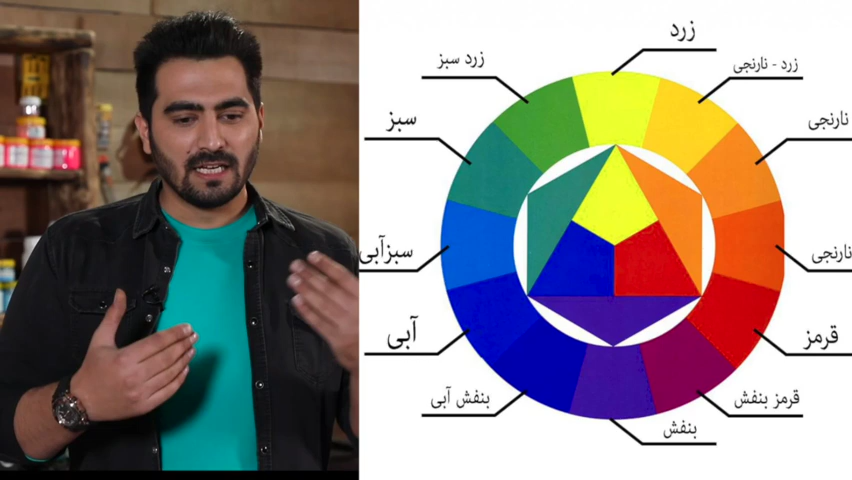 زرد
زرد - نارنجی
نارنجی
نارنجی
قرمز
قرمز بنفش
بنفش
بنفش آبی
آبی
سبزآبی
سبز
زرد سبز